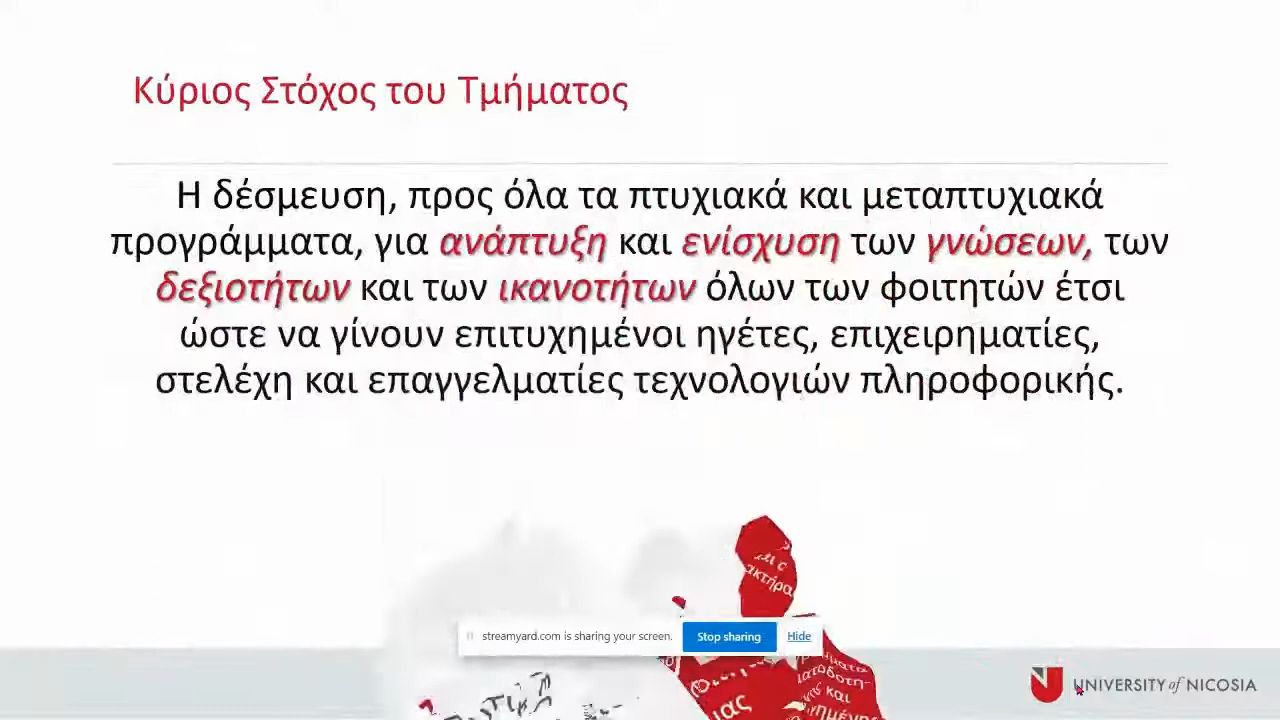 Κύριος Στόχος του Τμήματος
Η δέσμευση, προς όλα τα πτυχιακά και μεταπτυχιακά
προγράμματα, για ανάπτυξη και ενίσχυση των γνώσεων, των
δεξιοτήτων και των ικανοτήτων όλων των φοιτητών έτσι
ώστε να γίνουν επιτυχημένοι ηγέτες, επιχειρηματίες,
στελέχη και επαγγελματίες τεχνολογιών πληροφορικής.
streamyard.com is sharing your screen. Stop sharing Hide
UNIVERSITY of NICOSIA